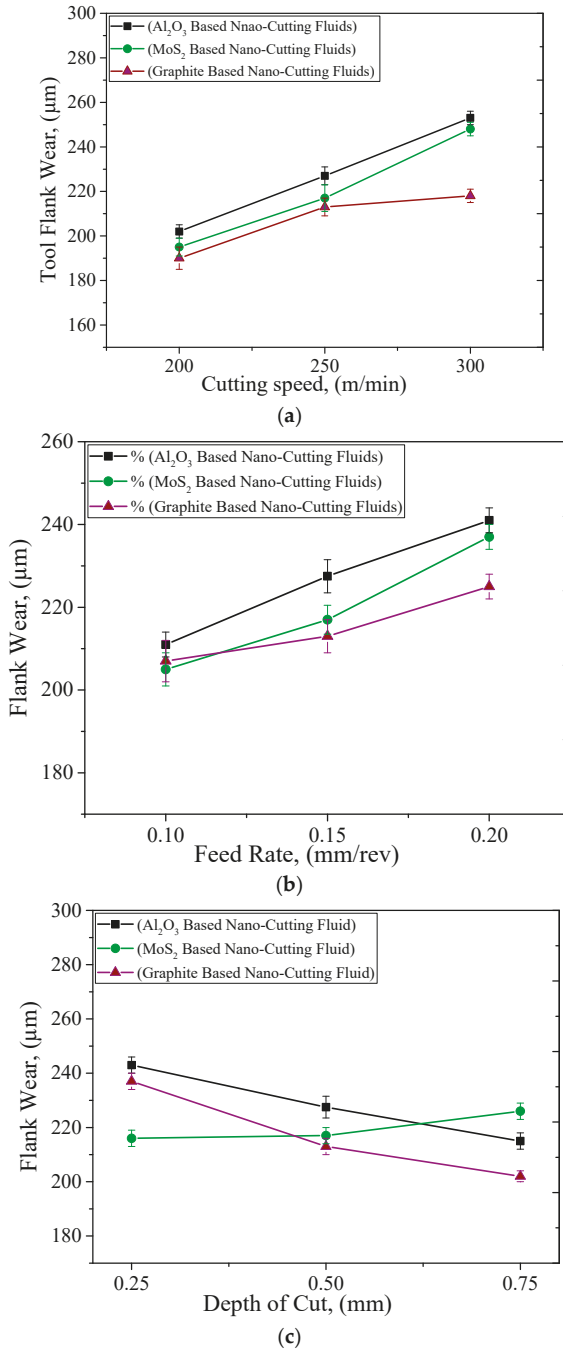 (Al₂O₃ Based Nnao-Cutting Fluids)
(MoS₂ Based Nano-Cutting Fluids)
(Graphite Based Nano-Cutting Fluids)
300
280
260
240
220
200
180
160
Tool Flank Wear, (µm)
200 250 300
Cutting speed, (m/min)
(a)
% (Al₂O₃ Based Nano-Cutting Fluids)
% (MoS₂ Based Nano-Cutting Fluids)
% (Graphite Based Nano-Cutting Fluids)
260
240
220
200
180
Flank Wear, (µm)
0.10 0.15 0.20
Feed Rate, (mm/rev)
(b)
(Al₂O₃ Based Nano-Cutting Fluid)
(MoS₂ Based Nano-Cutting Fluid)
(Graphite Based Nano-Cutting Fluid)
300
280
260
240
220
200
180
Flank Wear, (µm)
0.25 0.50 0.75
Depth of Cut, (mm)
(c)